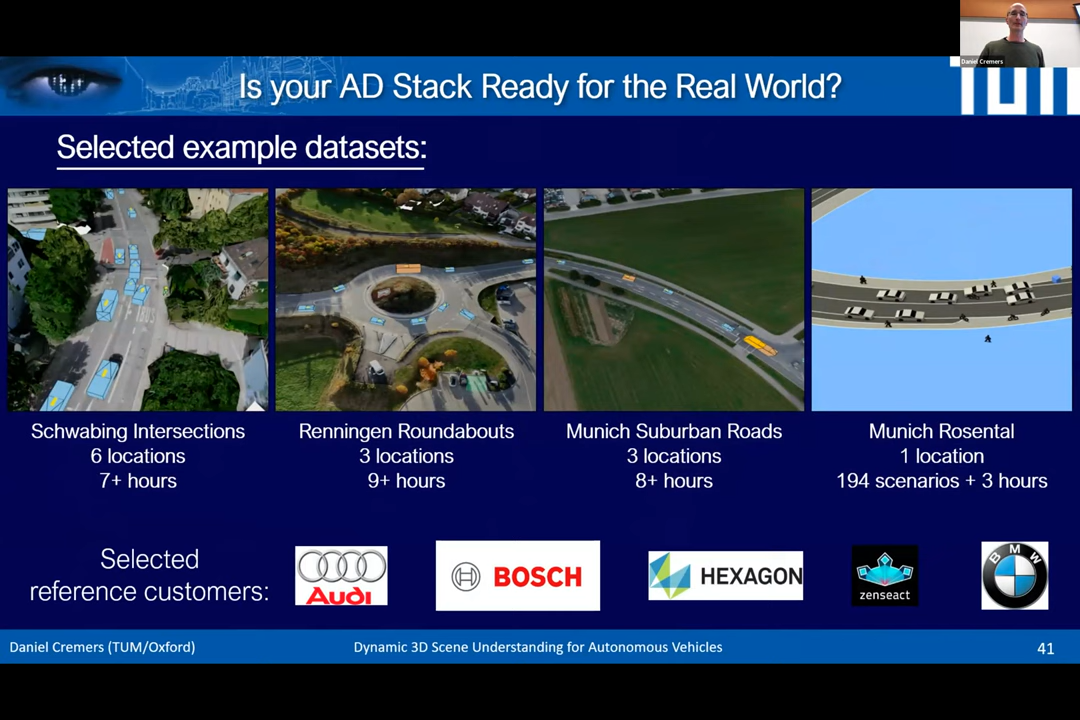 Daniel Cremers
Is your AD Stack Ready for the Real World?
TUM
Selected example datasets:
Schwabing Intersections
6 locations
7+ hours
Renningen Roundabouts
3 locations
9+ hours
Munich Suburban Roads
3 locations
8+ hours
Munich Rosental
1 location
194 scenarios + 3 hours
Selected
reference customers:
Audi
BOSCH
HEXAGON
zenseact
BMW
Daniel Cremers (TUM/Oxford)
Dynamic 3D Scene Understanding for Autonomous Vehicles
41